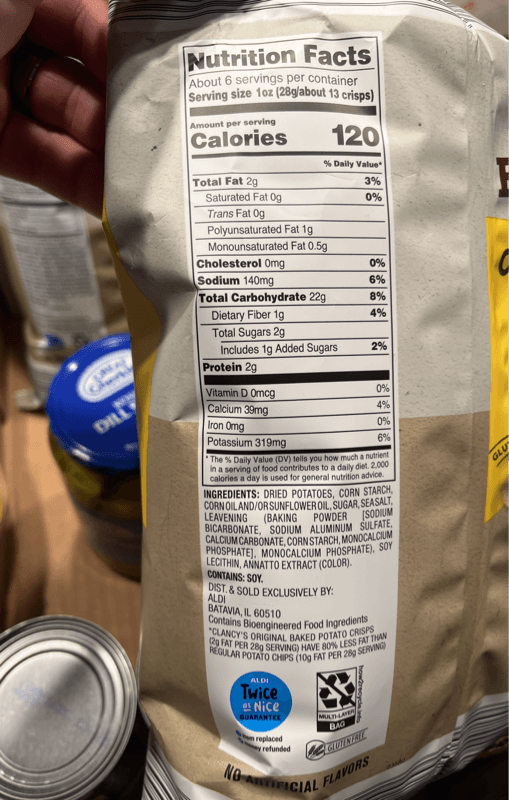 Nutrition Facts
About 6 servings per container
Serving size 1oz (28g/about 13 crisps)
Amount per serving
Calories 120
% Daily Value*
Total Fat 2g 3%
Saturated Fat 0g 0%
Trans Fat 0g
Polyunsaturated Fat 1g
Monounsaturated Fat 0.5g
Cholesterol 0mg 0%
Sodium 140mg 6%
Total Carbohydrate 22g 8%
Dietary Fiber 1g 4%
Total Sugars 2g
Includes 1g Added Sugars 2%
Protein 2g
Vitamin D 0mcg 0%
Calcium 39mg 4%
Iron 0mg 0%
Potassium 319mg 6%
* The % Daily Value (DV) tells you how much a nutrient
in a serving of food contributes to a daily diet. 2,000
calories a day is used for general nutrition advice.
INGREDIENTS: DRIED POTATOES, CORN STARCH,
CORN OIL AND/OR SUNFLOWER OIL, SUGAR, SEA SALT,
LEAVENING (BAKING POWDER [SODIUM
BICARBONATE, SODIUM ALUMINUM SULFATE,
CALCIUM CARBONATE, CORN STARCH, MONOCALCIUM
PHOSPHATE], MONOCALCIUM PHOSPHATE), SOY
LECITHIN, ANNATTO EXTRACT (COLOR).
CONTAINS: SOY.
DIST. & SOLD EXCLUSIVELY BY:
ALDI
BATAVIA, IL 60510
Contains Bioengineered Food Ingredients
*CLANCY'S ORIGINAL BAKED POTATO CRISPS
(2g FAT PER 28g SERVING) HAVE 80% LESS FAT THAN
REGULAR POTATO CHIPS (10g FAT PER 28g SERVING)
ALDI
Twice
as Nice
GUARANTEE
replaced
refunded
MULTI-LAYER
BAG
how2recycle.info
GLUTEN FREE
NO ARTIFICIAL FLAVORS
DILL
GLU